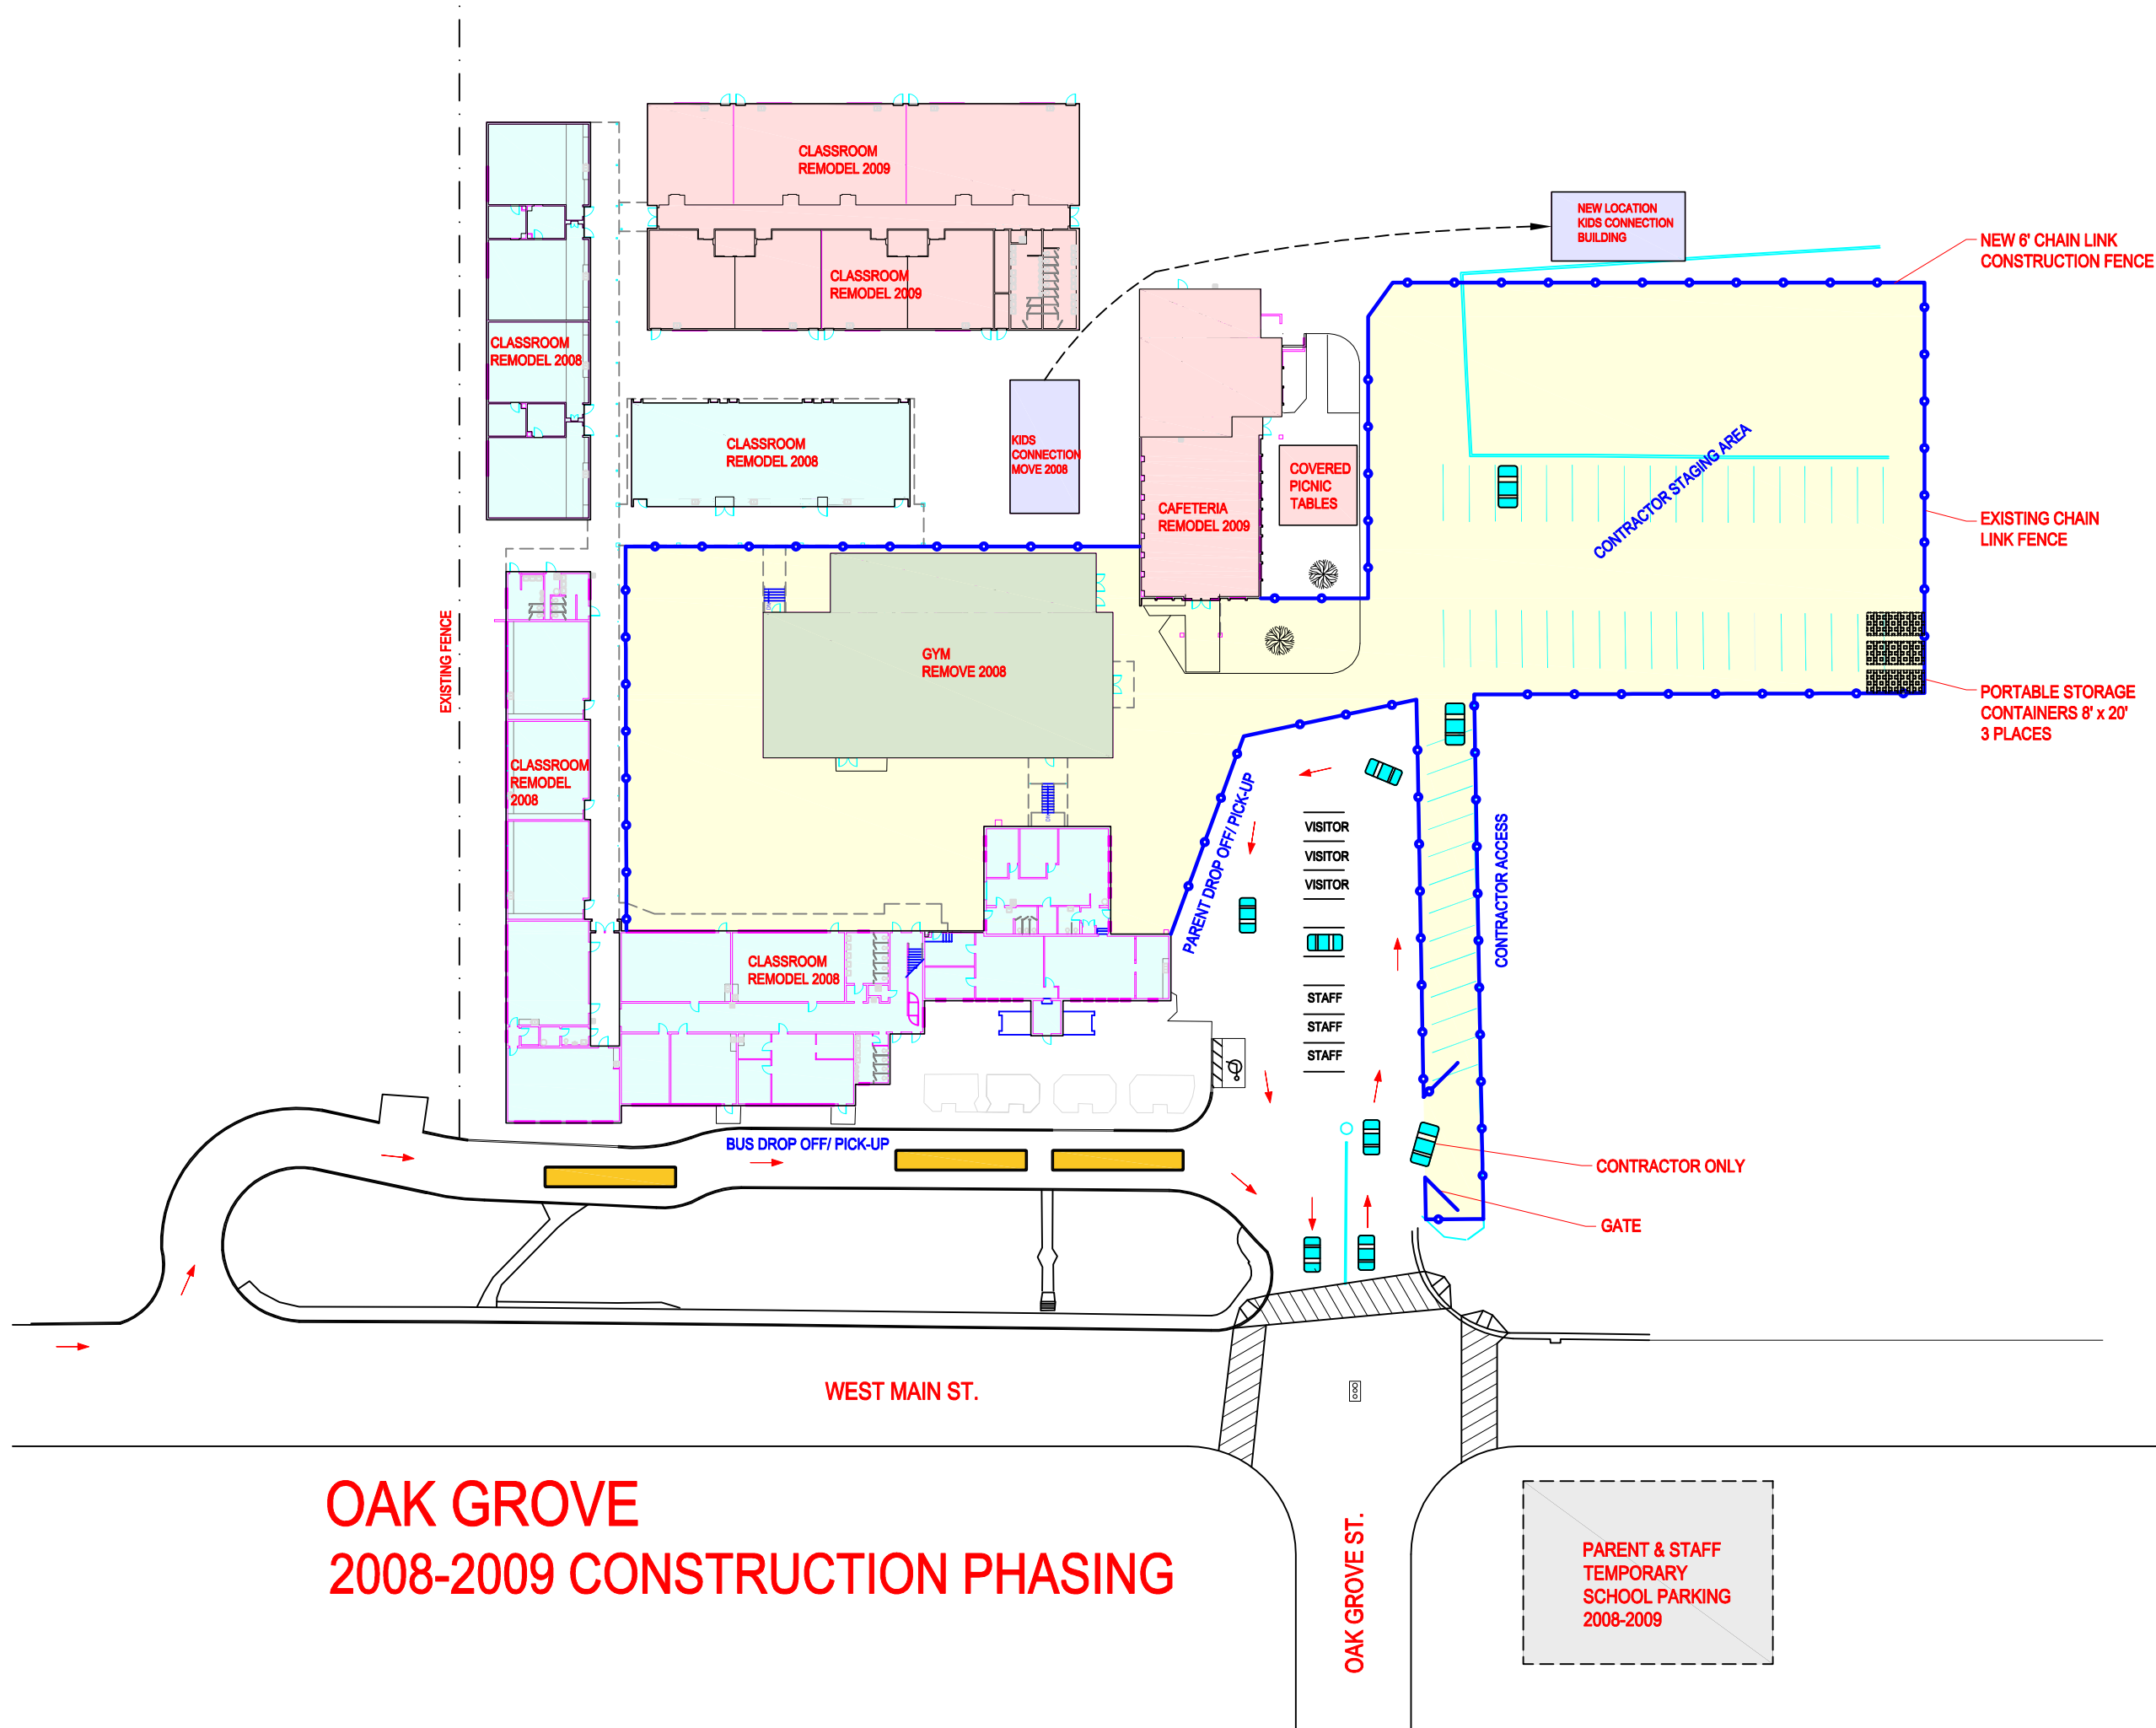 CLASSROOM
REMODEL 2009
CLASSROOM
REMODEL 2009
NEW LOCATION
KIDS CONNECTION
BUILDING
NEW 6' CHAIN LINK
CONSTRUCTION FENCE
CLASSROOM
REMODEL 2008
CLASSROOM
REMODEL 2008
KIDS
CONNECTION
MOVE 2008
COVERED
PICNIC
TABLES
CAFETERIA
REMODEL 2009
CONTRACTOR STAGING AREA
EXISTING CHAIN
LINK FENCE
EXISTING FENCE
GYM
REMOVE 2008
PORTABLE STORAGE
CONTAINERS 8' x 20'
3 PLACES
CLASSROOM
REMODEL
2008
PARENT DROP OFF/ PICK-UP
VISITOR
VISITOR
VISITOR
CONTRACTOR ACCESS
CLASSROOM
REMODEL 2008
STAFF
STAFF
STAFF
BUS DROP OFF/ PICK-UP
CONTRACTOR ONLY
GATE
WEST MAIN ST.
OAK GROVE
2008-2009 CONSTRUCTION PHASING
OAK GROVE ST.
PARENT & STAFF
TEMPORARY
SCHOOL PARKING
2008-2009